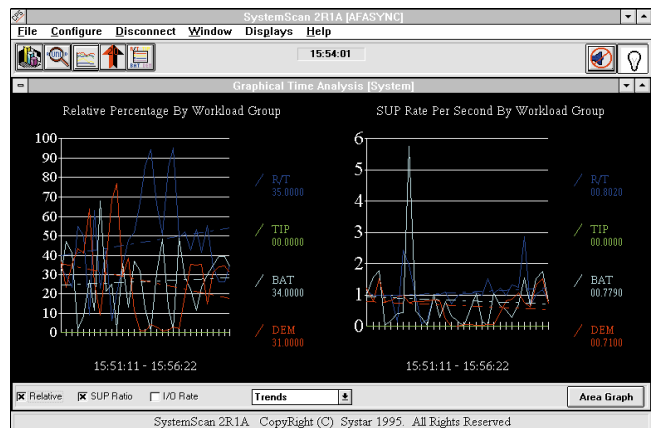 SystemScan 2R1A [AFASYNC]
File Configure Disconnect Window Displays Help
UNI
BAT
15:54:01
Graphical Time Analysis [System]
Relative Percentage By Workload Group
100
90
80
70
60
50
40
30
20
10
0
R/T
35.0000
TIP
00.0000
BAT
34.0000
DEM
31.0000
15:51:11 - 15:56:22
SUP Rate Per Second By Workload Group
6
5
4
3
2
1
0
R/T
00.8020
TIP
00.0000
BAT
00.7790
DEM
00.7100
15:51:11 - 15:56:22
Relative SUP Ratio I/O Rate Trends Area Graph
SystemScan 2R1A CopyRight (C) Systar 1995. All Rights Reserved